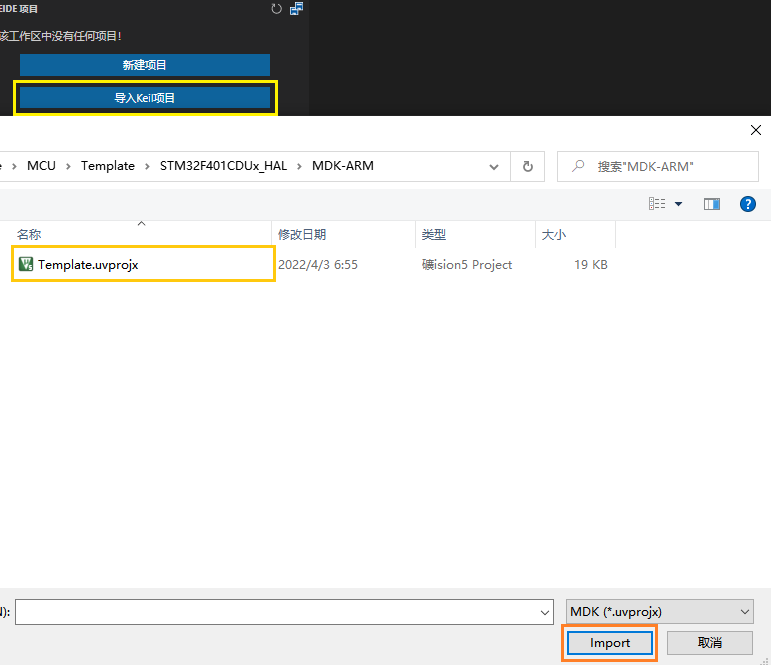 EIDE 项目
该工作区中没有任何项目!
新建项目
导入Keil项目
MCU > Template > STM32F401CDUx_HAL > MDK-ARM
搜索"MDK-ARM"
名称 修改日期 类型 大小
Template.uvprojx 2022/4/3 6:55 礦ision5 Project 19 KB
N): MDK (*.uvprojx)
Import 取消